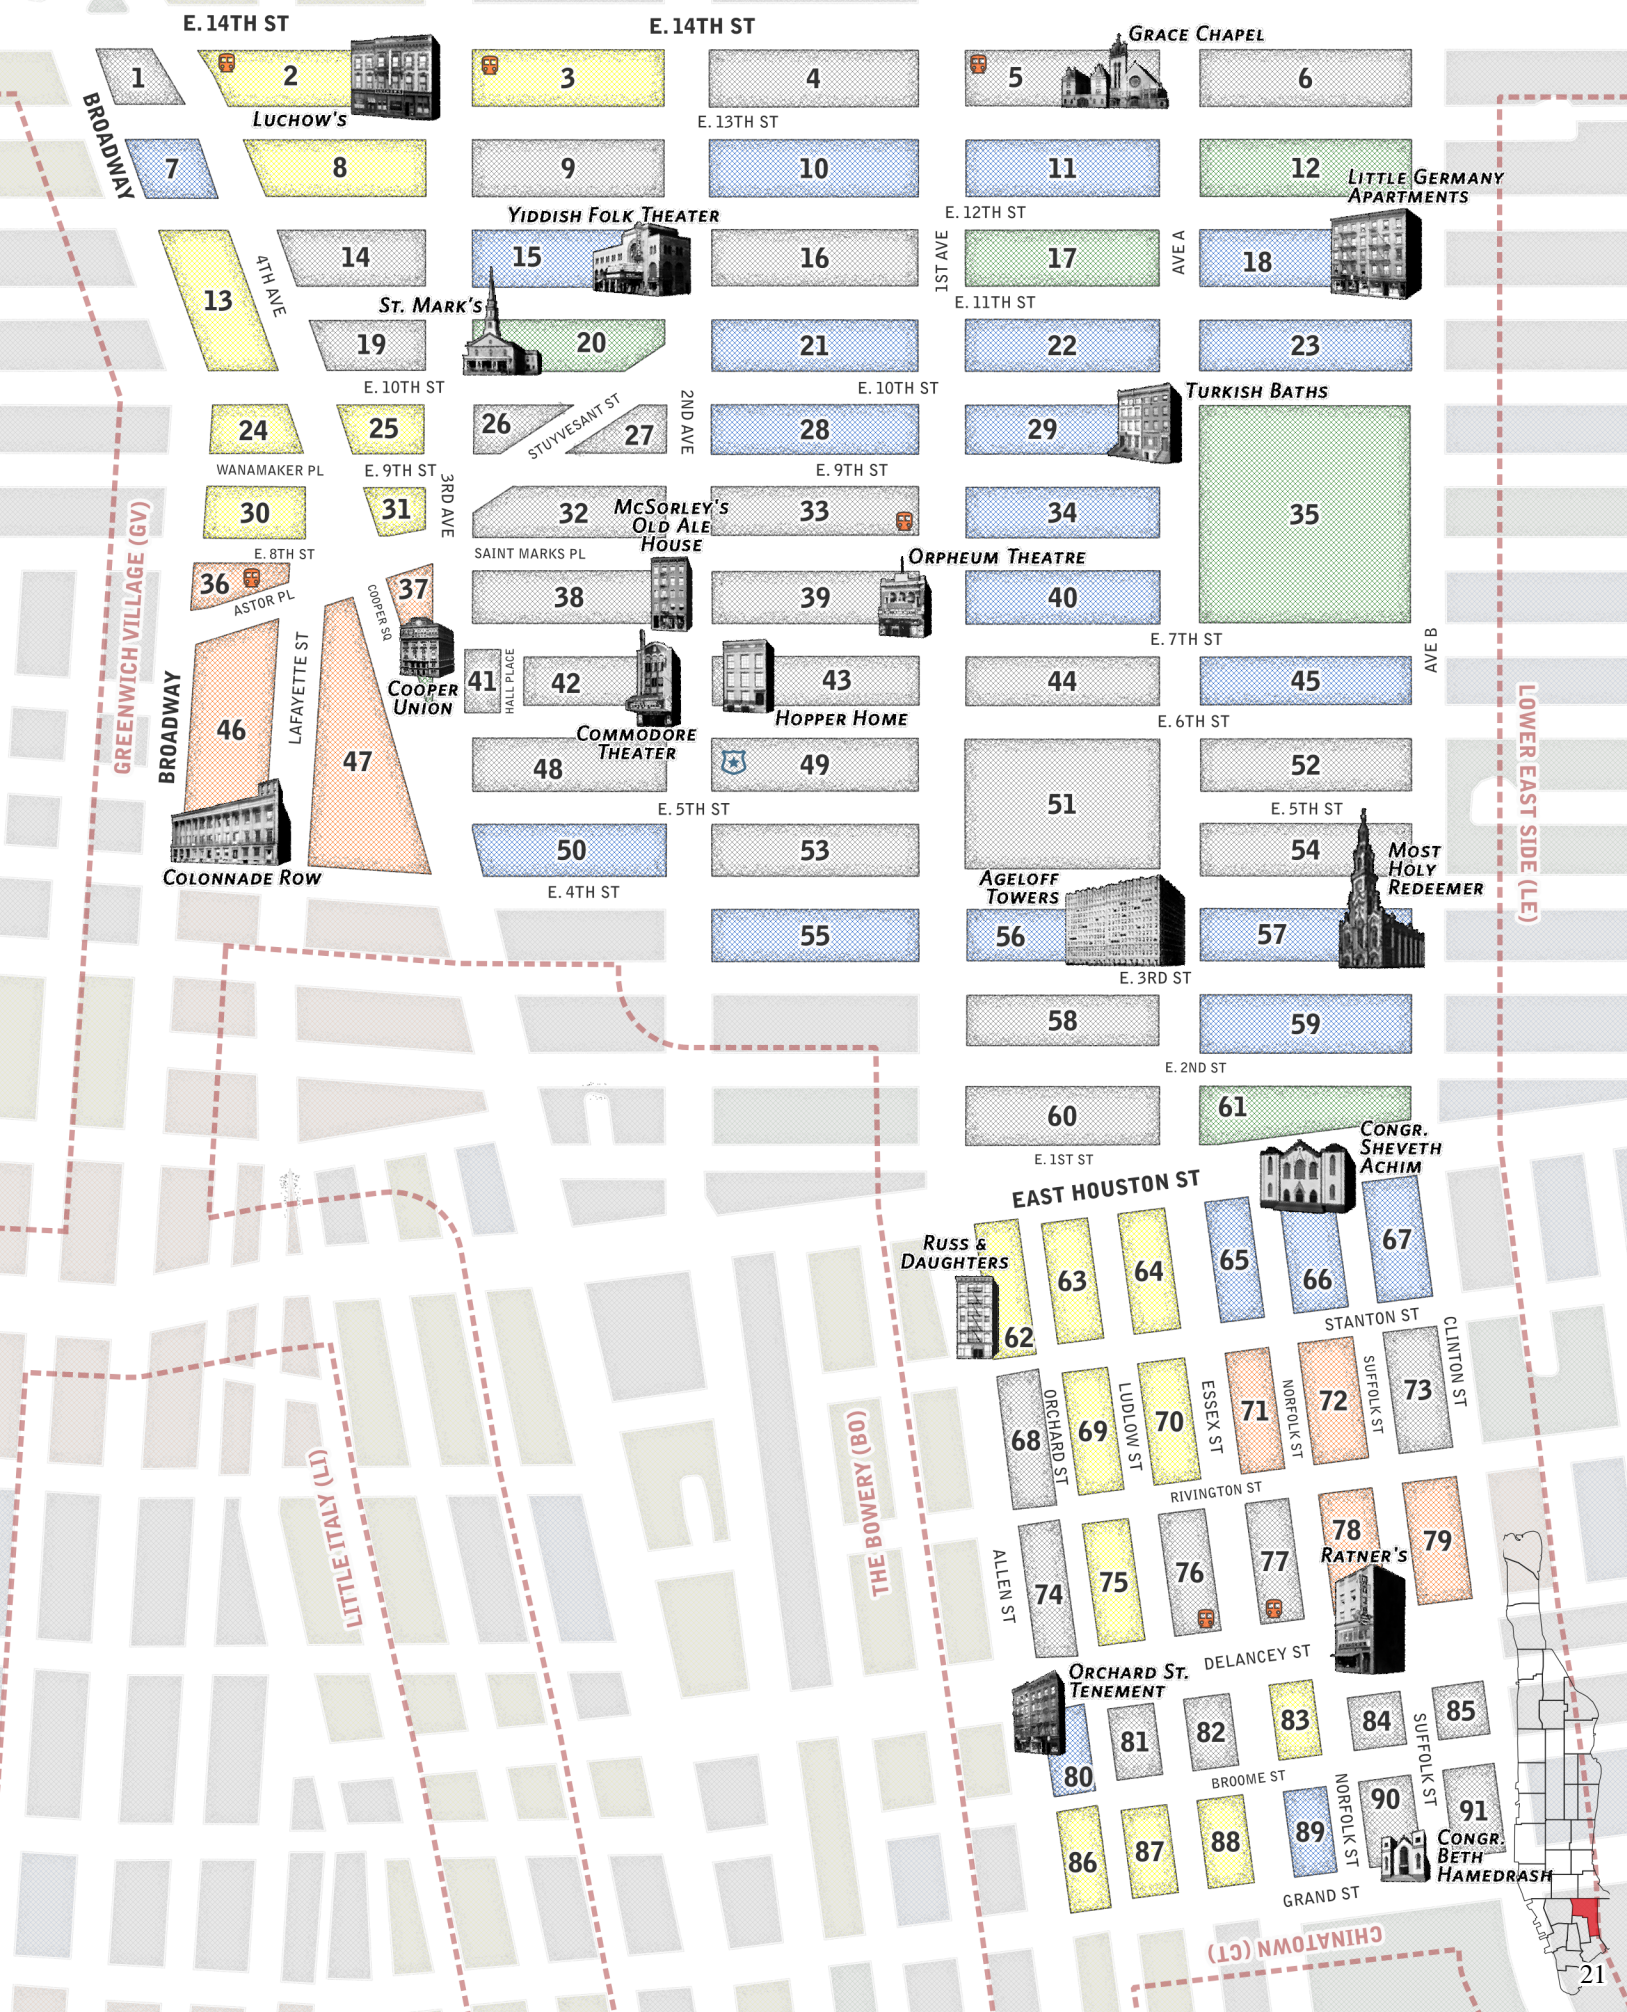 E. 14TH ST
E. 14TH ST
GRACE CHAPEL
1
2
3
4
5
6
LUCHOW'S
BROADWAY
E. 13TH ST
7
8
9
10
11
12
LITTLE GERMANY
APARTMENTS
YIDDISH FOLK THEATER
E. 12TH ST
4TH AVE
1ST AVE
AVE A
13
14
15
16
17
18
ST. MARK'S
E. 11TH ST
19
20
21
22
23
E. 10TH ST
E. 10TH ST
TURKISH BATHS
24
25
26
STUYVESANT ST
27
2ND AVE
28
29
WANAMAKER PL
E. 9TH ST
E. 9TH ST
3RD AVE
30
31
32
33
34
35
MCSORLEY'S
OLD ALE
HOUSE
E. 8TH ST
SAINT MARKS PL
ORPHEUM THEATRE
36
ASTOR PL
37
COOPER SQ
38
39
40
GREENWICH VILLAGE (GV)
E. 7TH ST
AVE B
BROADWAY
LAFAYETTE ST
COOPER
UNION
41
HALL PLACE
42
43
44
45
46
47
HOPPER HOME
E. 6TH ST
COMMODORE
THEATER
48
49
51
52
LOWER EAST SIDE (LE)
E. 5TH ST
E. 5TH ST
50
53
54
MOST
HOLY
REDEEMER
COLONNADE ROW
E. 4TH ST
AGELOFF
TOWERS
55
56
57
E. 3RD ST
58
59
E. 2ND ST
60
61
CONGR.
SHEVETH
ACHIM
E. 1ST ST
EAST HOUSTON ST
RUSS &
DAUGHTERS
62
63
64
65
66
67
STANTON ST
CLINTON ST
68
ORCHARD ST
69
LUDLOW ST
70
ESSEX ST
71
NORFOLK ST
72
SUFFOLK ST
73
RIVINGTON ST
LITTLE ITALY (LI)
THE BOWERY (BO)
ALLEN ST
74
75
76
77
78
79
RATNER'S
DELANCEY ST
ORCHARD ST.
TENEMENT
80
81
82
83
84
SUFFOLK ST
85
BROOME ST
86
87
88
89
NORFOLK ST
90
91
CONGR.
BETH
HAMEDRASH
GRAND ST
CHINATOWN (CT)
21